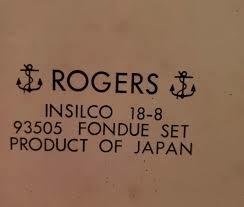 ROGERS
INSILCO 18-8
93505 FONDUE SET
PRODUCT OF JAPAN